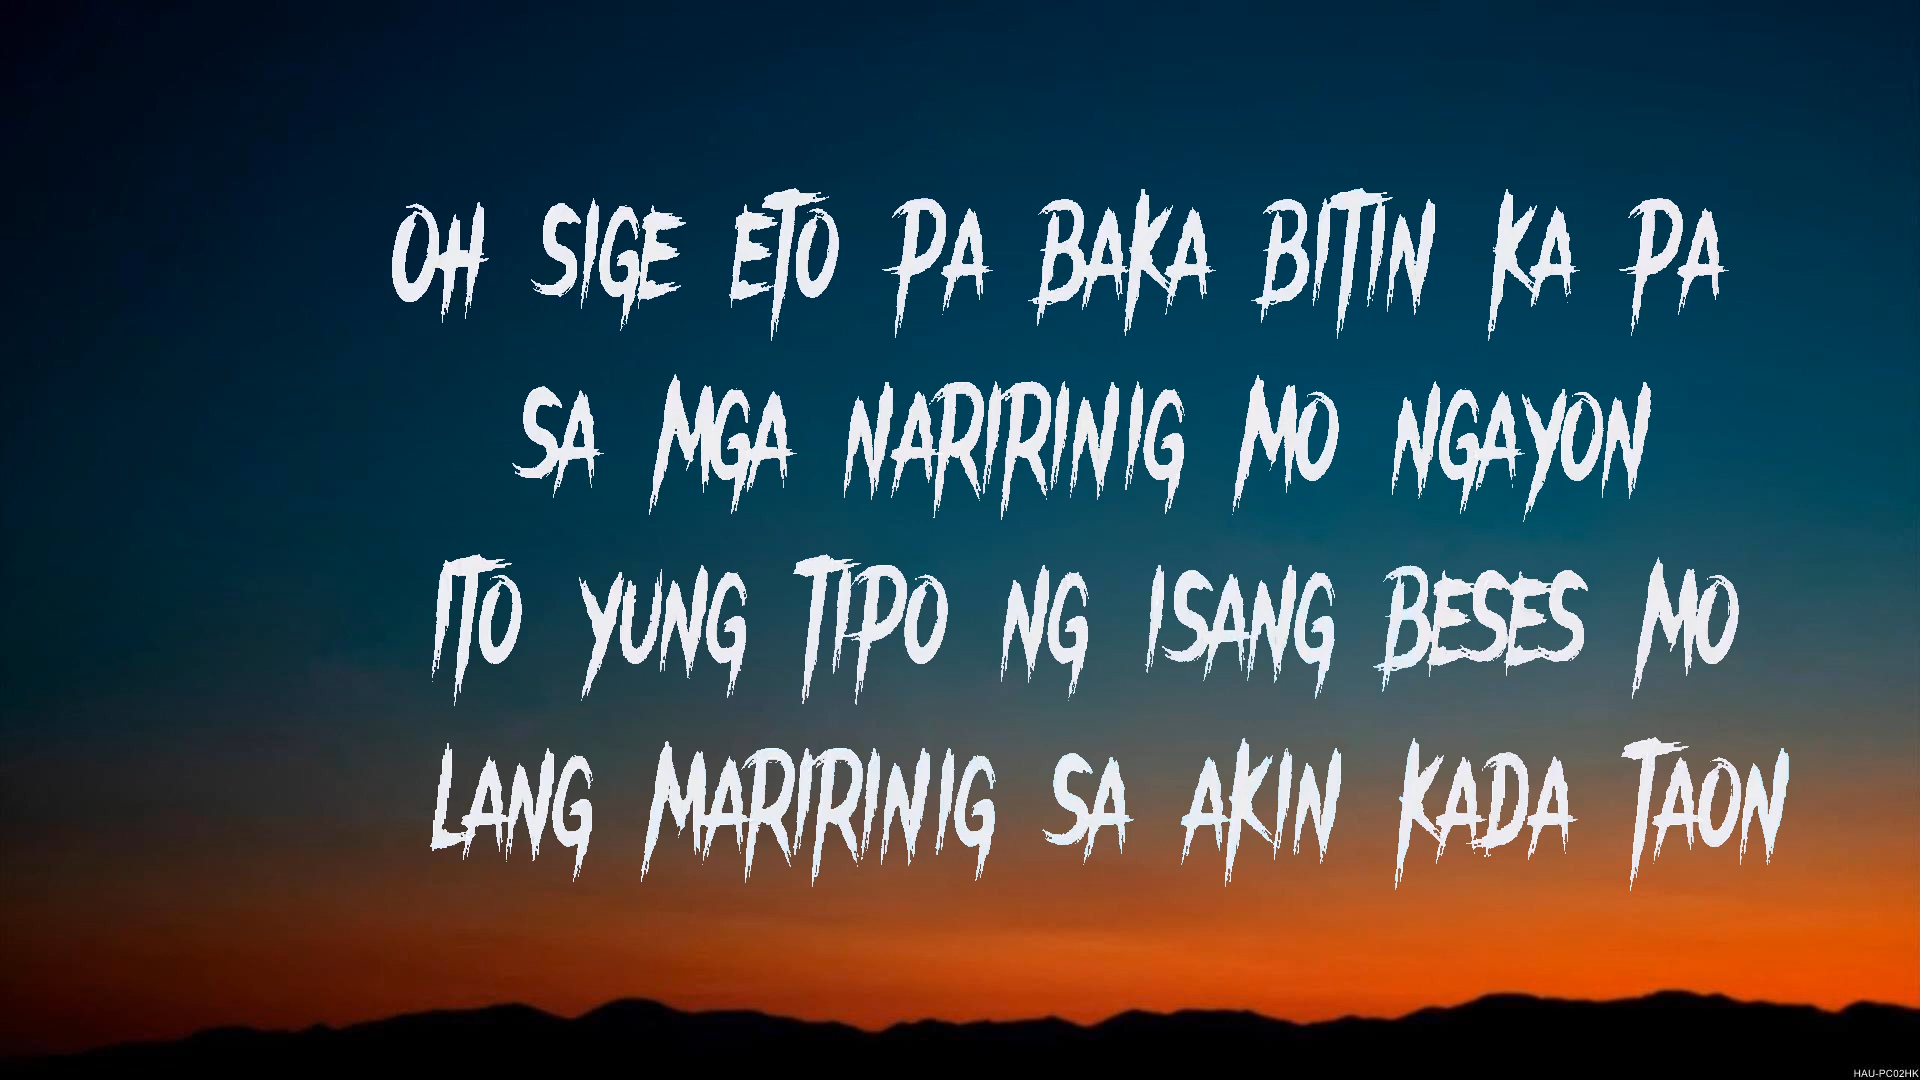 OH SIGE ETO PA BAKA BITIN KA PA
SA MGA NARIRINIG MO NGAYON
ITO YUNG TIPO NG ISANG BESES MO
LANG MARIRINIG SA AKIN KADA TAON
HAU-PC02HK